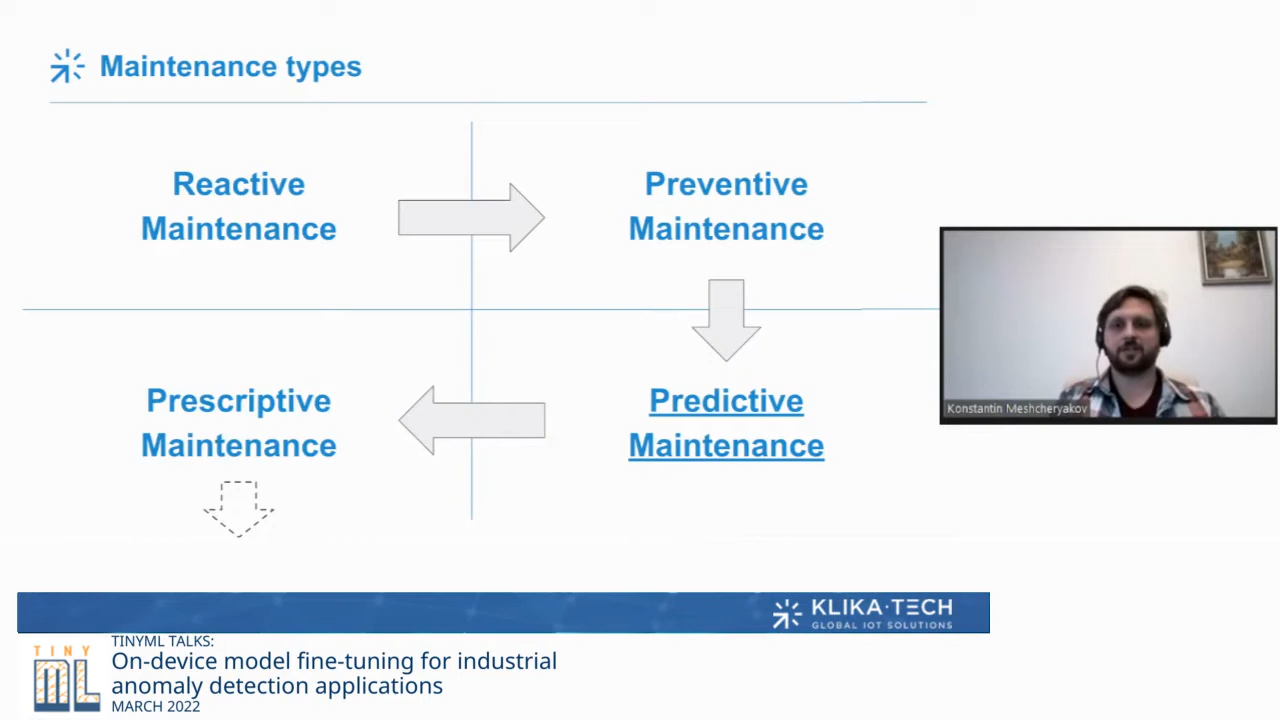 Maintenance types
Reactive
Maintenance
Preventive
Maintenance
Prescriptive
Maintenance
Predictive
Maintenance
Konstantin Meshcheryakov
KLIKA·TECH
GLOBAL IOT SOLUTIONS
TINY
mL
TINYML TALKS:
On-device model fine-tuning for industrial
anomaly detection applications
MARCH 2022